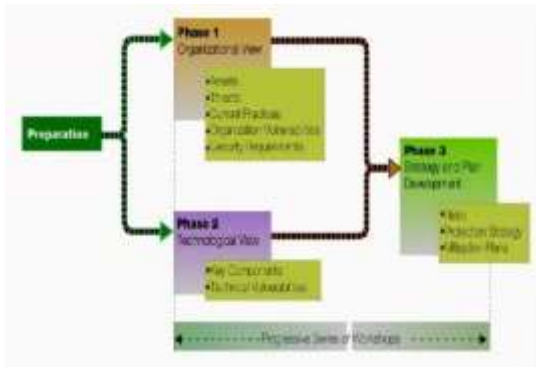 Preparation
Phase 1
Organizational View
•Assets
•Threats
•Current Practices
•Organization Vulnerabilities
•Security Requirements
Phase 2
Technological View
•Key Components
•Technical Vulnerabilities
Phase 3
Strategy and Plan
Development
•Risks
•Protection Strategy
•Mitigation Plans
Progressive Series of Workshops